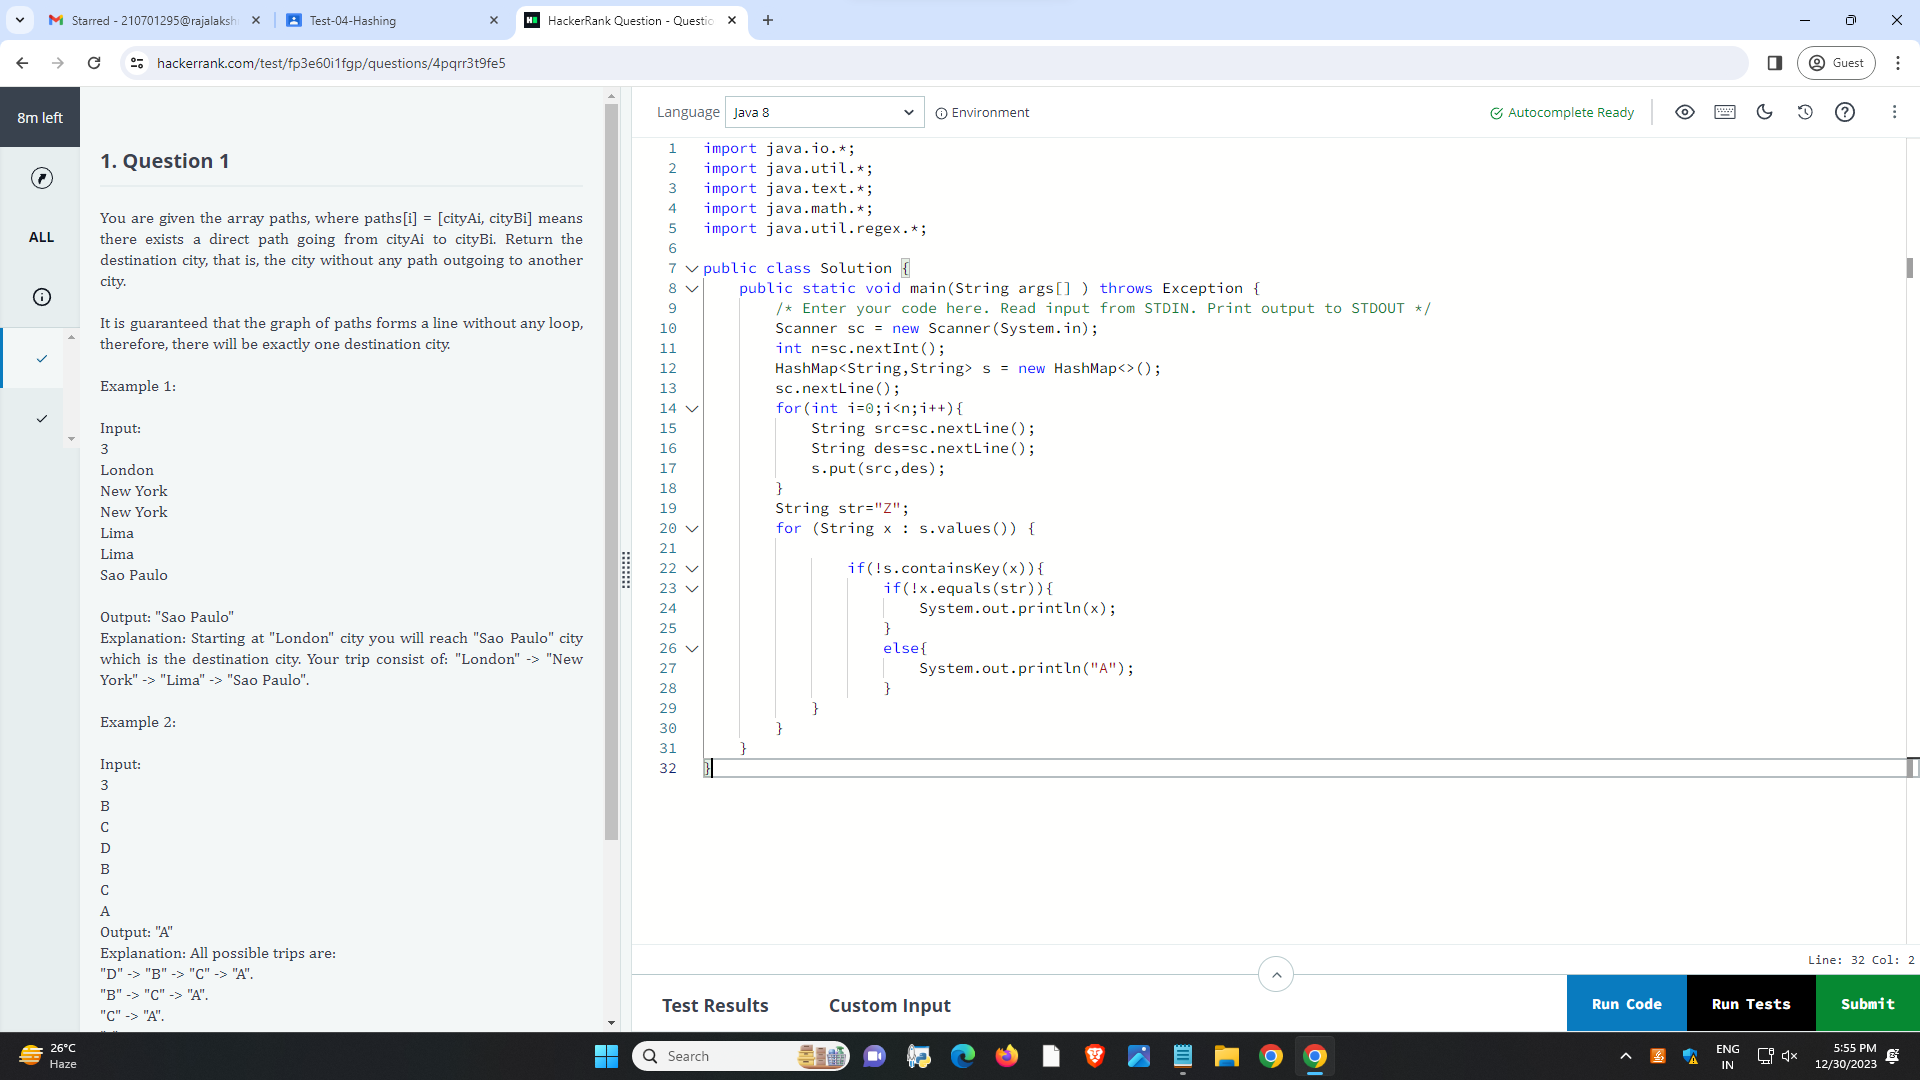 Starred - 210701295@rajalaksh
Test-04-Hashing
HackerRank Question - Questio
hackerrank.com/test/fp3e60i1fgp/questions/4pqrr3t9fe5
Guest
8m left
ALL
1. Question 1
You are given the array paths, where paths[i] = [cityAi, cityBi] means
there exists a direct path going from cityAi to cityBi. Return the
destination city, that is, the city without any path outgoing to another
city.
It is guaranteed that the graph of paths forms a line without any loop,
therefore, there will be exactly one destination city.
Example 1:
Input:
3
London
New York
New York
Lima
Lima
Sao Paulo
Output: "Sao Paulo"
Explanation: Starting at "London" city you will reach "Sao Paulo" city
which is the destination city. Your trip consist of: "London" -> "New
York" -> "Lima" -> "Sao Paulo".
Example 2:
Input:
3
B
C
D
B
C
A
Output: "A"
Explanation: All possible trips are:
"D" -> "B" -> "C" -> "A".
"B" -> "C" -> "A".
"C" -> "A".
Language Java 8 Environment
Autocomplete Ready
1 import java.io.*;
2 import java.util.*;
3 import java.text.*;
4 import java.math.*;
5 import java.util.regex.*;
6
7 public class Solution {
8 public static void main(String args[] ) throws Exception {
9 /* Enter your code here. Read input from STDIN. Print output to STDOUT */
10 Scanner sc = new Scanner(System.in);
11 int n=sc.nextInt();
12 HashMap<String,String> s = new HashMap<>();
13 sc.nextLine();
14 for(int i=0;i<n;i++){
15 String src=sc.nextLine();
16 String des=sc.nextLine();
17 s.put(src,des);
18 }
19 String str="Z";
20 for (String x : s.values()) {
21
22 if(!s.containsKey(x)){
23 if(!x.equals(str)){
24 System.out.println(x);
25 }
26 else{
27 System.out.println("A");
28 }
29 }
30 }
31 }
32 }
Line: 32 Col: 2
Test Results
Custom Input
Run Code
Run Tests
Submit
26°C
Haze
Search
ENG
IN
5:55 PM
12/30/2023